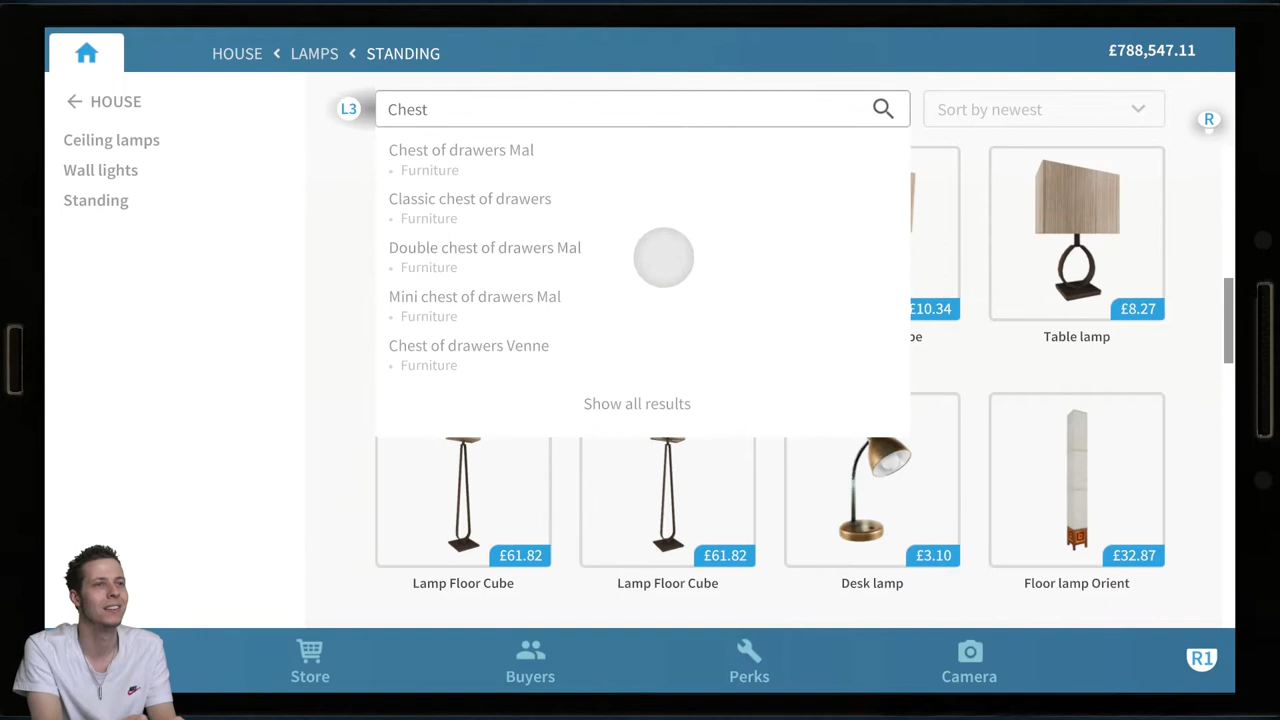 HOUSE < LAMPS < STANDING
£788,547.11
← HOUSE
Ceiling lamps
Wall lights
Standing
L3
Chest
Sort by newest
R
Chest of drawers Mal
• Furniture
Classic chest of drawers
• Furniture
Double chest of drawers Mal
• Furniture
Mini chest of drawers Mal
• Furniture
Chest of drawers Venne
• Furniture
Show all results
£10.34
£8.27
be
Table lamp
£61.82
£61.82
£3.10
£32.87
Lamp Floor Cube
Lamp Floor Cube
Desk lamp
Floor lamp Orient
Store
Buyers
Perks
Camera
R1